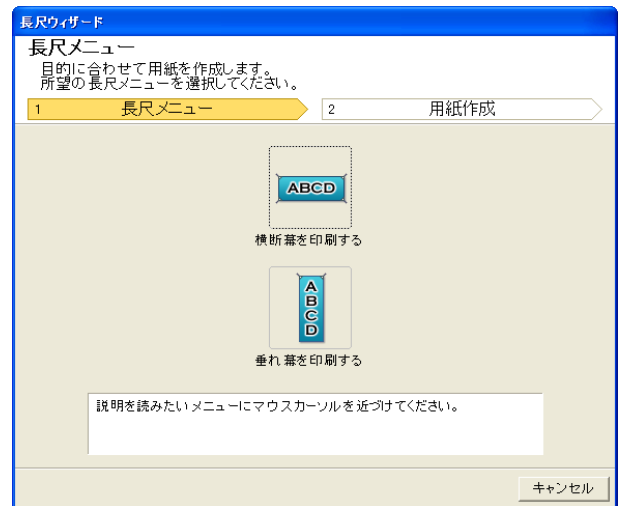 長尺ウィザード
長尺メニュー
目的に合わせて用紙を作成します。
所望の長尺メニューを選択してください。
1 長尺メニュー 2 用紙作成
ABCD
横断幕を印刷する
A
B
C
D
垂れ幕を印刷する
説明を読みたいメニューにマウスカーソルを近づけてください。
キャンセル